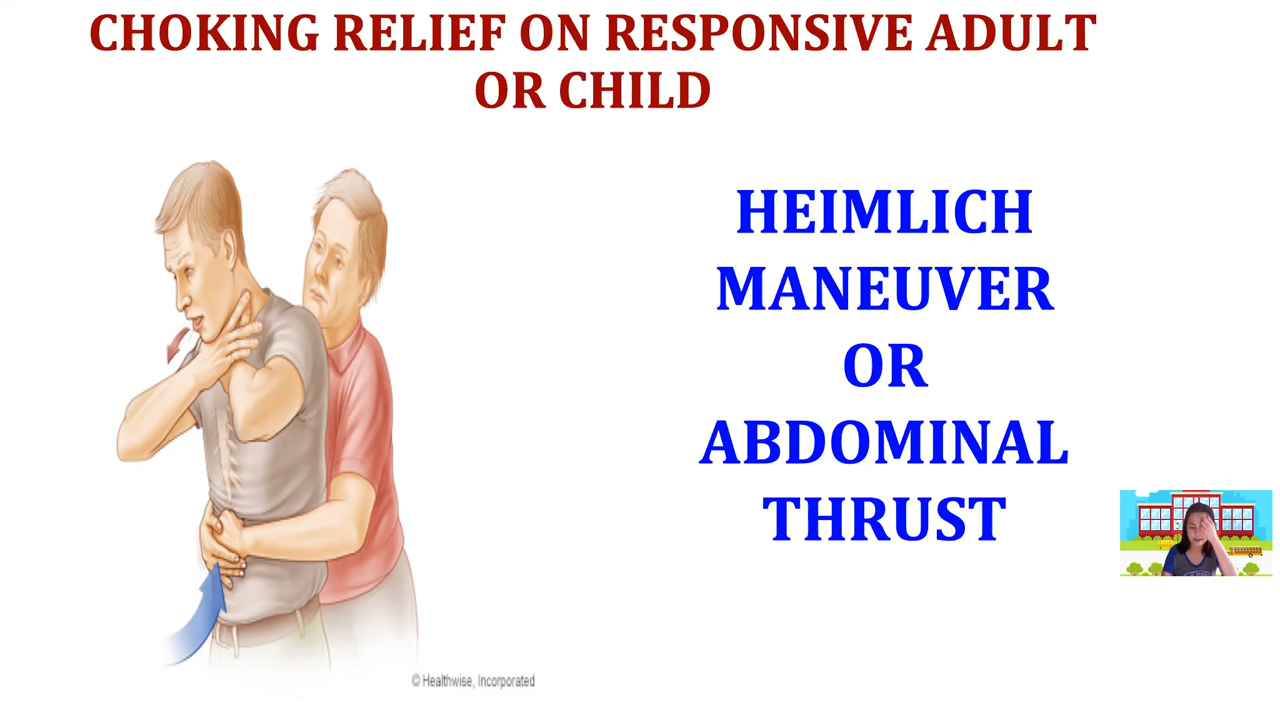 CHOKING RELIEF ON RESPONSIVE ADULT
OR CHILD
HEIMLICH
MANEUVER
OR
ABDOMINAL
THRUST
© Healthwise, Incorporated